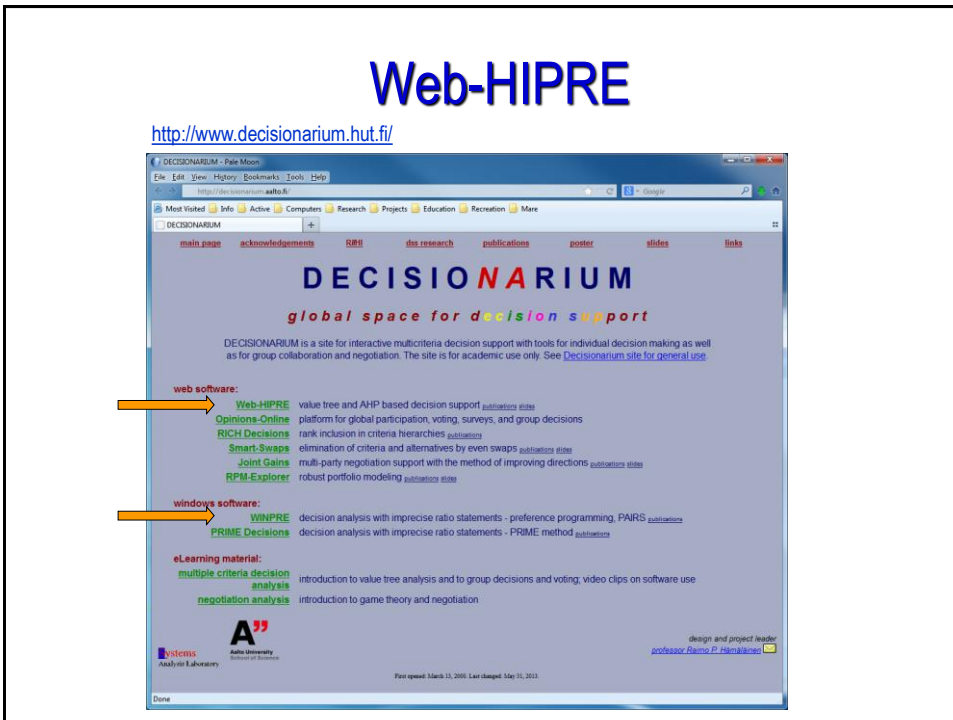 Web-HIPRE
http://www.decisionarium.hut.fi/
DECISIONARIUM - Pale Moon
File Edit View History Bookmarks Tools Help
http://decisionarium.aalto.fi/ Google
Most Visited Info Active Computers Research Projects Education Recreation Mare
DECISIONARIUM +
main page acknowledgements RJMI dss research publications poster slides links
DECISIONARIUM
global space for decision support
DECISIONARIUM is a site for interactive multicriteria decision support with tools for individual decision making as well
as for group collaboration and negotiation. The site is for academic use only. See Decisionarium site for general use.
web software:
Web-HIPRE value tree and AHP based decision support publications slides
Opinions-Online platform for global participation, voting, surveys, and group decisions
RICH Decisions rank inclusion in criteria hierarchies publications
Smart-Swaps elimination of criteria and alternatives by even swaps publications slides
Joint Gains multi-party negotiation support with the method of improving directions publications slides
RPM-Explorer robust portfolio modeling publications slides
windows software:
WINPRE decision analysis with imprecise ratio statements - preference programming, PAIRS publications
PRIME Decisions decision analysis with imprecise ratio statements - PRIME method publications
eLearning material:
multiple criteria decision
analysis introduction to value tree analysis and to group decisions and voting; video clips on software use
negotiation analysis introduction to game theory and negotiation
Systems
Analysis Laboratory
A”
Aalto University
School of Science
design and project leader
professor Raimo P. Hämäläinen
First opened: March 13, 2000. Last changed: May 31, 2013.
Done